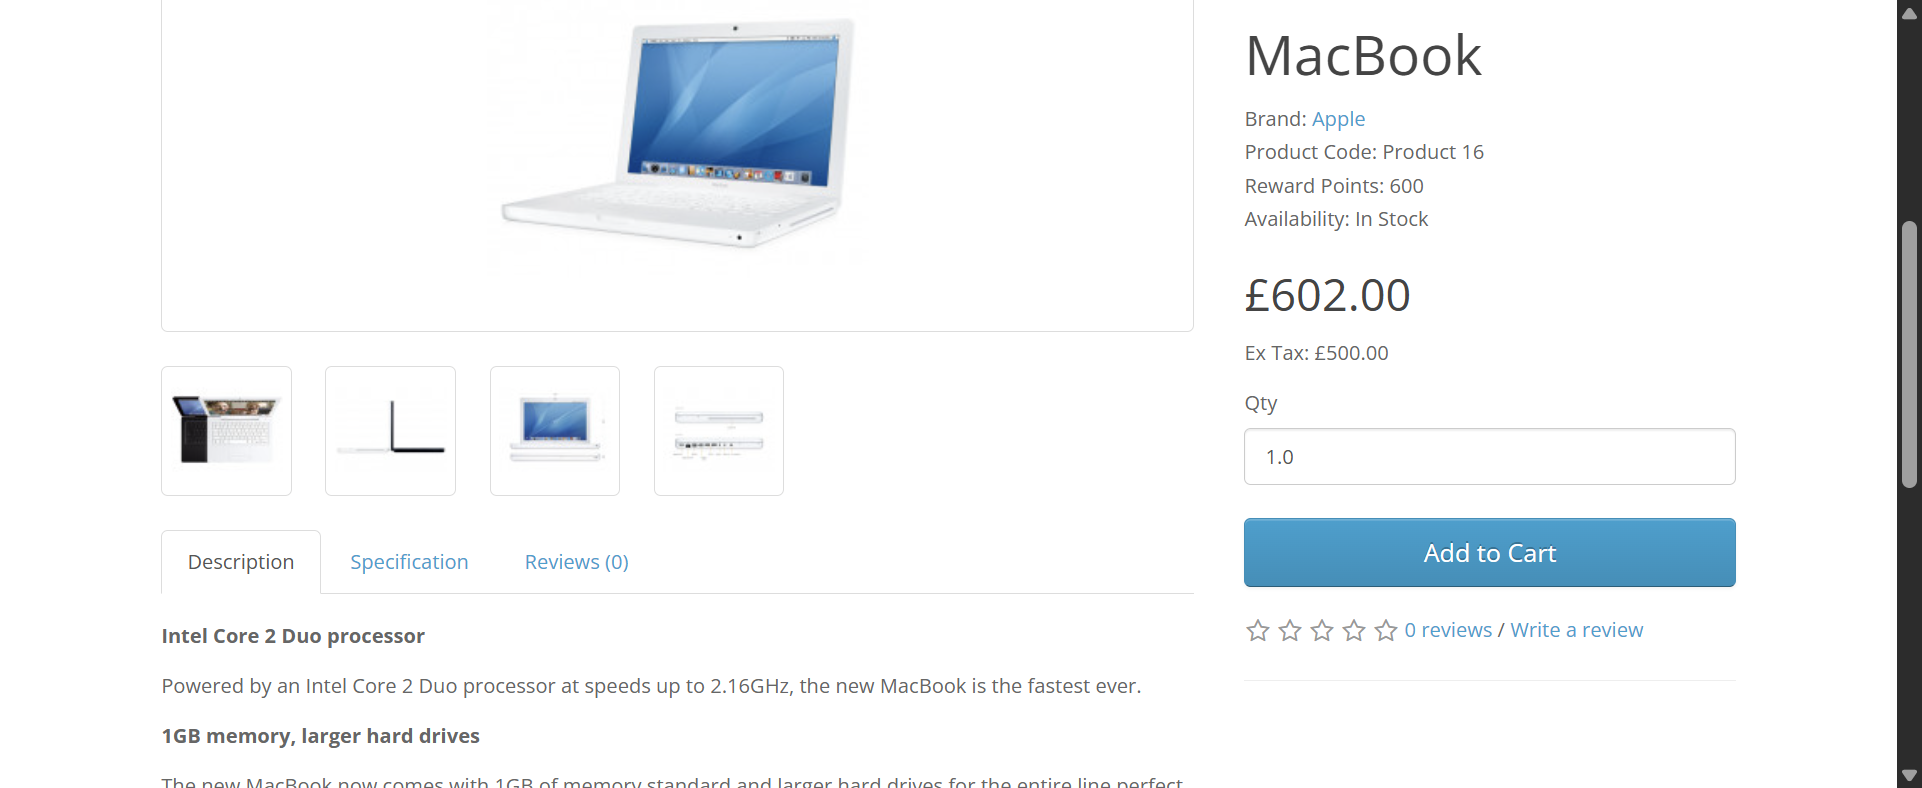 MacBook
Brand: Apple
Product Code: Product 16
Reward Points: 600
Availability: In Stock
£602.00
Ex Tax: £500.00
Qty
1.0
Add to Cart
0 reviews / Write a review
Description
Specification
Reviews (0)
Intel Core 2 Duo processor
Powered by an Intel Core 2 Duo processor at speeds up to 2.16GHz, the new MacBook is the fastest ever.
1GB memory, larger hard drives
The new MacBook now comes with 1GB of memory standard and larger hard drives for the entire line perfect